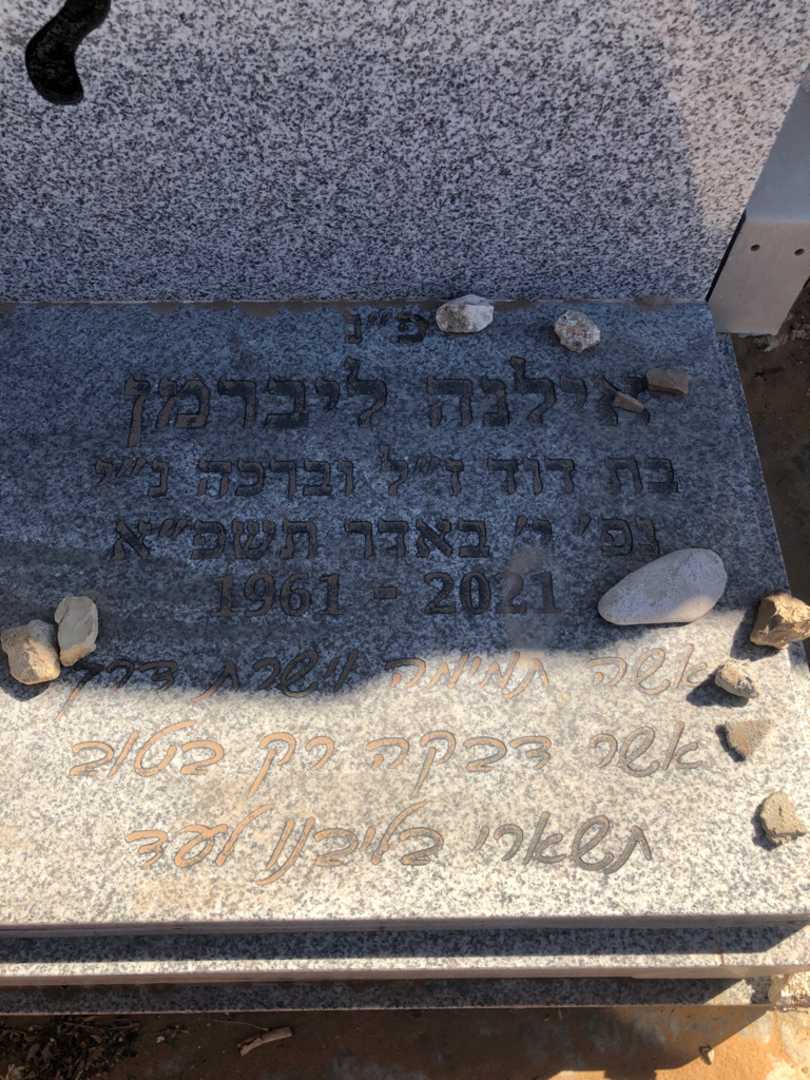 פ״נ
אילנה ליברמן
בת דוד ז״ל וברכה נ״י
נפ׳ י׳ באדר תשפ״א
1961 - 2021
אשה תמימה וישרת דרך
אשר דבקה רק בטוב
תשארי בליבנו לעד